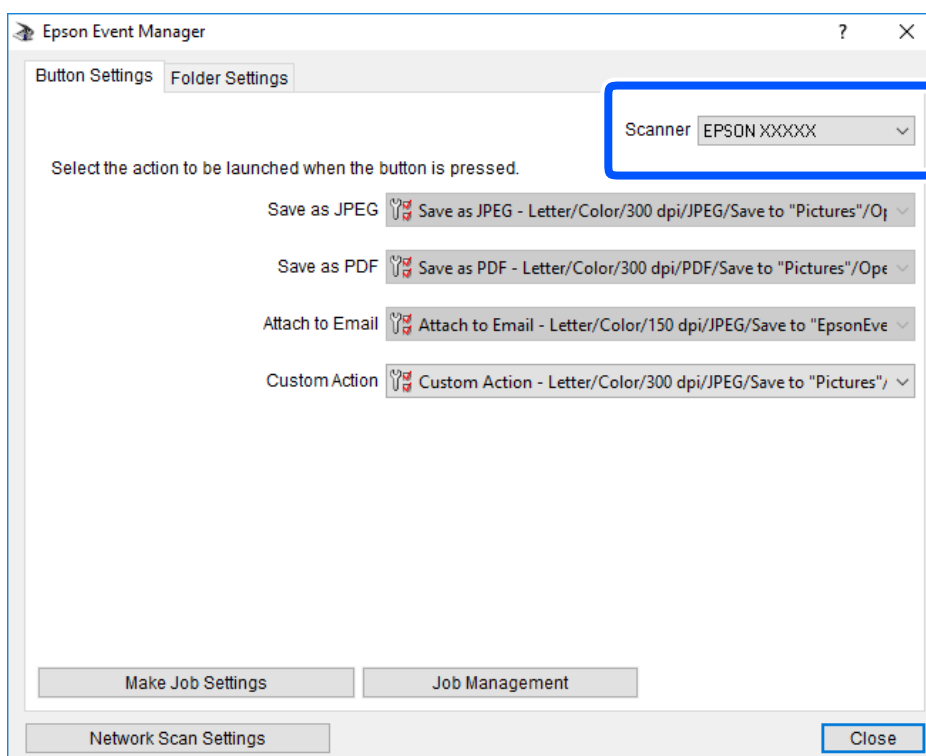 Epson Event Manager
Button Settings Folder Settings
Scanner EPSON XXXXX
Select the action to be launched when the button is pressed.
Save as JPEG Save as JPEG - Letter/Color/300 dpi/JPEG/Save to "Pictures"/Op
Save as PDF Save as PDF - Letter/Color/300 dpi/PDF/Save to "Pictures"/Ope
Attach to Email Attach to Email - Letter/Color/150 dpi/JPEG/Save to "EpsonEve
Custom Action Custom Action - Letter/Color/300 dpi/JPEG/Save to "Pictures"/
Make Job Settings Job Management
Network Scan Settings Close